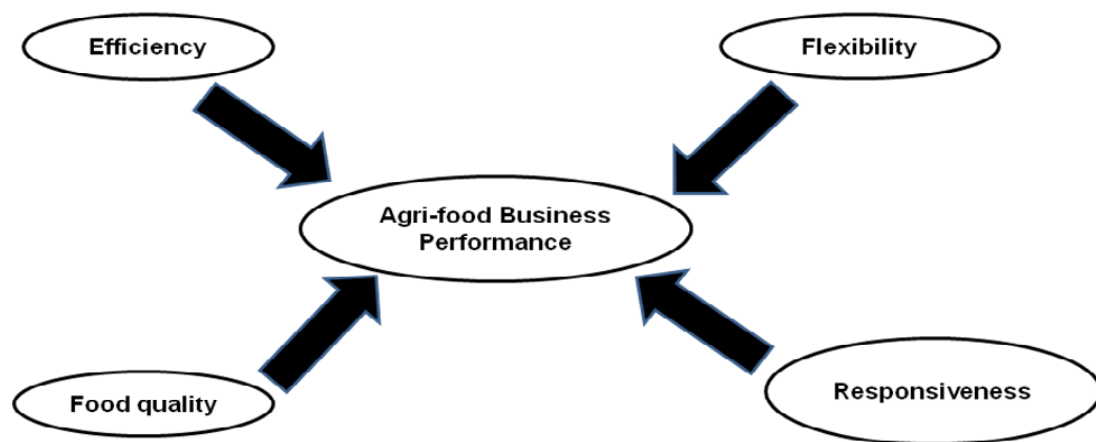 Efficiency
Flexibility
Agri-food Business
Performance
Food quality
Responsiveness